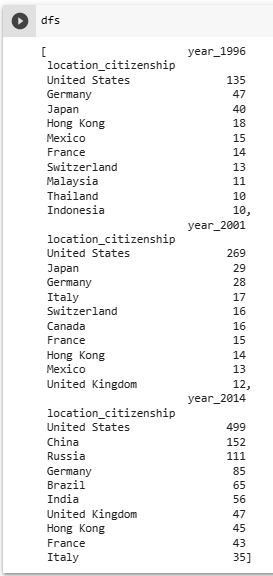 dfs
[ year_1996
location_citizenship
United States 135
Germany 47
Japan 40
Hong Kong 18
Mexico 15
France 14
Switzerland 13
Malaysia 11
Thailand 10
Indonesia 10,
year_2001
location_citizenship
United States 269
Japan 29
Germany 28
Italy 17
Switzerland 16
Canada 16
France 15
Hong Kong 14
Mexico 13
United Kingdom 12,
year_2014
location_citizenship
United States 499
China 152
Russia 111
Germany 85
Brazil 65
India 56
United Kingdom 47
Hong Kong 45
France 43
Italy 35]